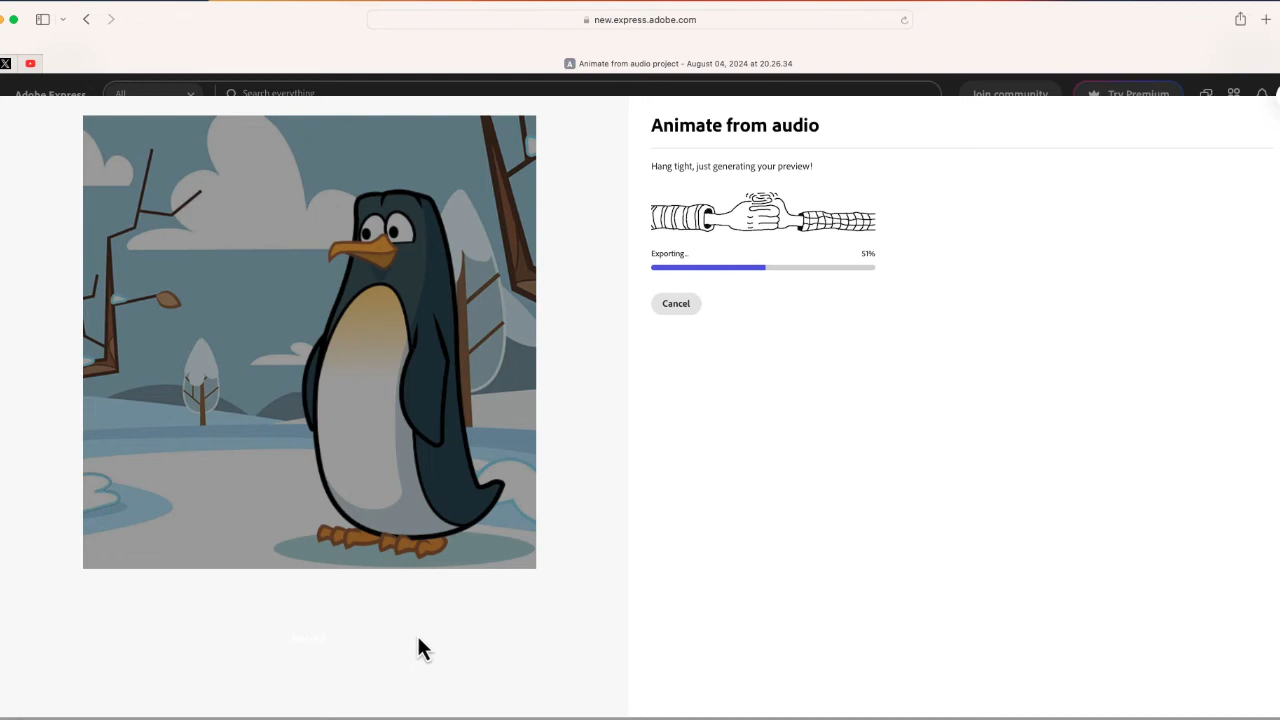 new.express.adobe.com
X
A Animate from audio project - August 04, 2024 at 20.26.34
Adobe Express
All
Search everything
Join community
Try Premium
Animate from audio
Hang tight, just generating your preview!
Exporting...
51%
Cancel